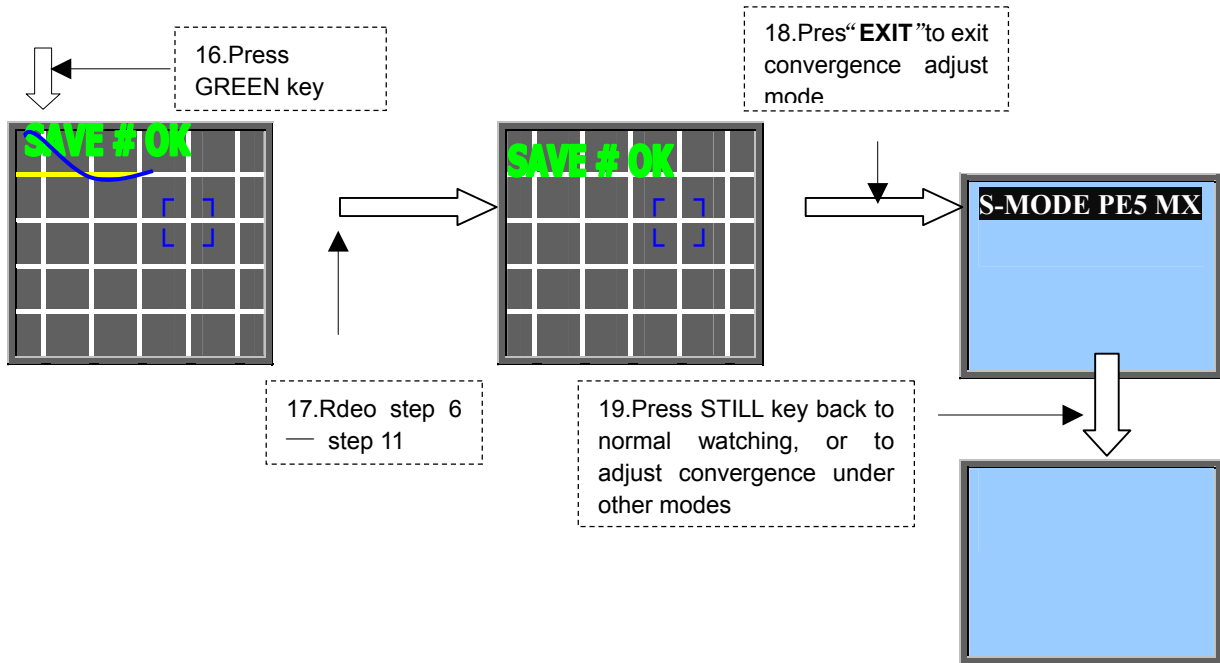 16.Press
GREEN key
18.Pres“EXIT”to exit
convergence adjust
mode
SAVE # OK
SAVE # OK
S-MODE PE5 MX
17.Rdeo step 6
— step 11
19.Press STILL key back to
normal watching, or to
adjust convergence under
other modes